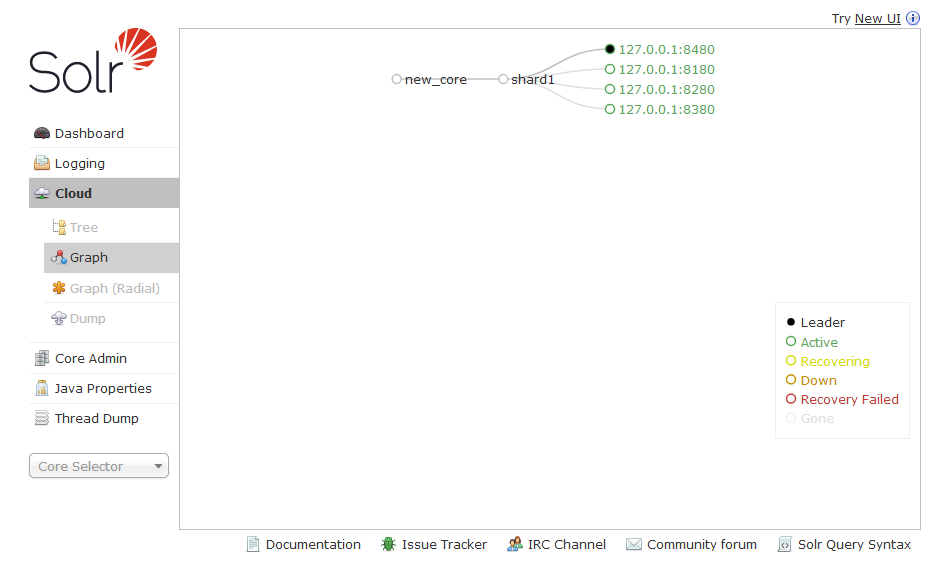 Try New UI
Solr
Dashboard
Logging
Cloud
Tree
Graph
Graph (Radial)
Dump
Core Admin
Java Properties
Thread Dump
Core Selector
new_core
shard1
127.0.0.1:8480
127.0.0.1:8180
127.0.0.1:8280
127.0.0.1:8380
Leader
Active
Recovering
Down
Recovery Failed
Gone
Documentation Issue Tracker IRC Channel Community forum Solr Query Syntax